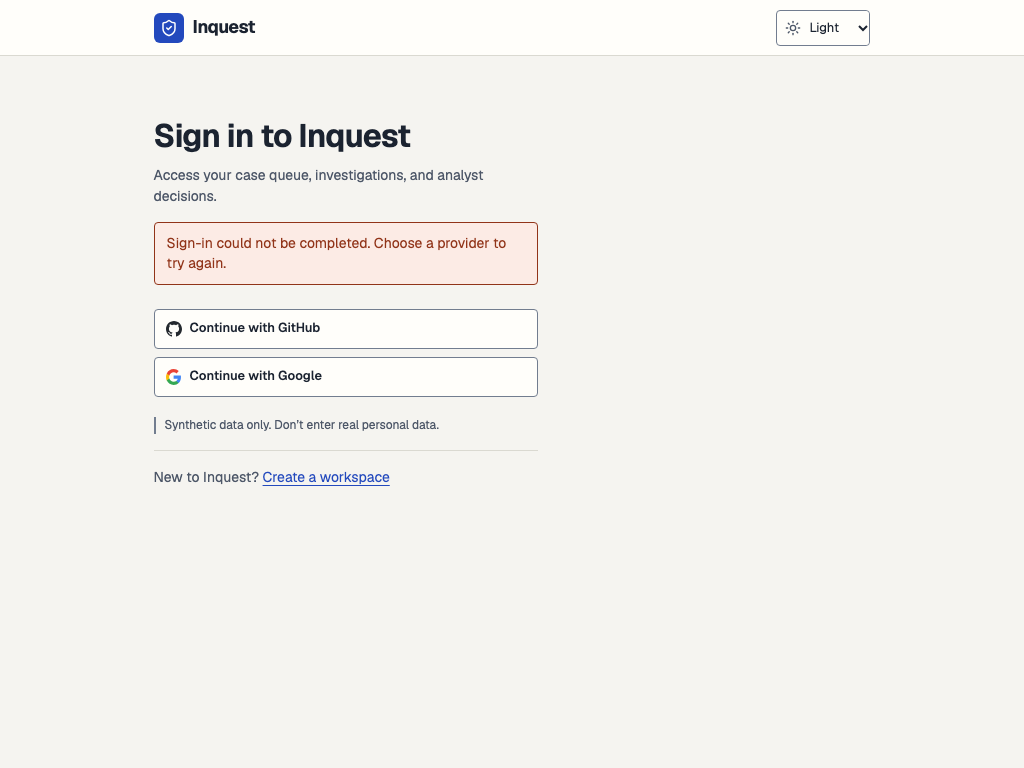 Inquest
Light
Sign in to Inquest
Access your case queue, investigations, and analyst
decisions.
Sign-in could not be completed. Choose a provider to
try again.
Continue with GitHub
Continue with Google
Synthetic data only. Don't enter real personal data.
New to Inquest? Create a workspace